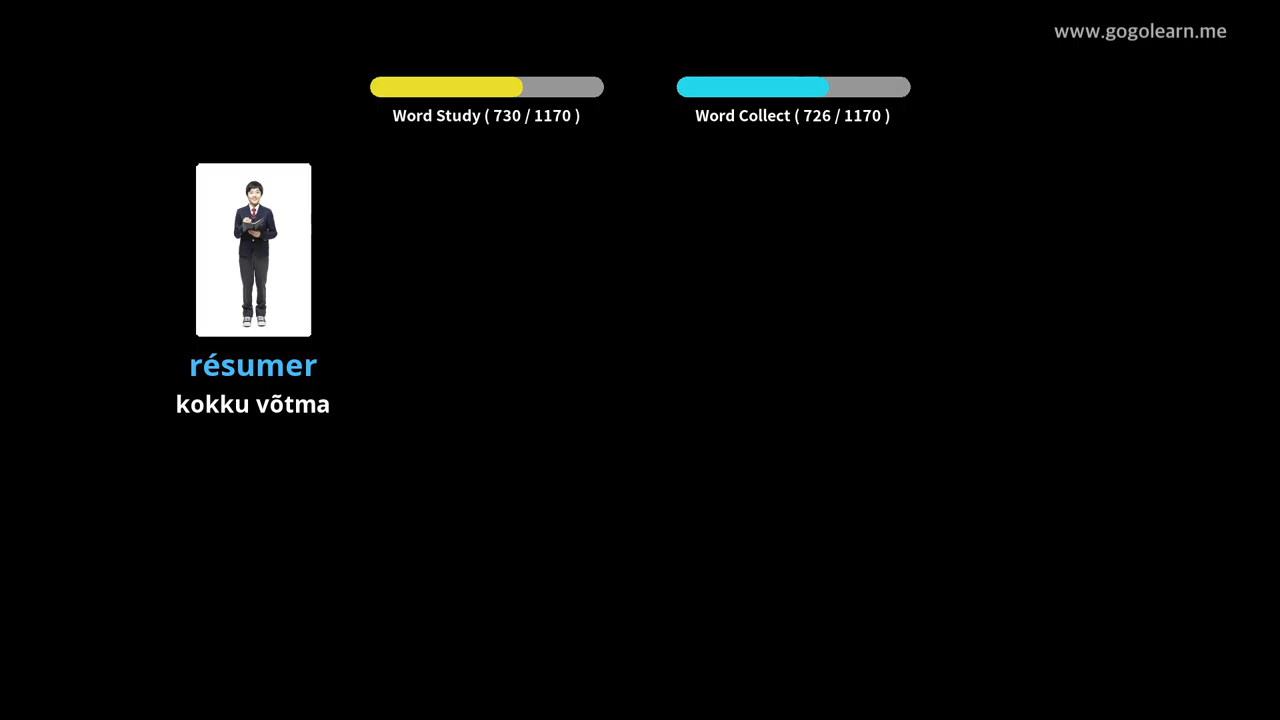 www.gogolearn.me
Word Study ( 730 / 1170 )
Word Collect ( 726 / 1170 )
résumer
kokku võtma